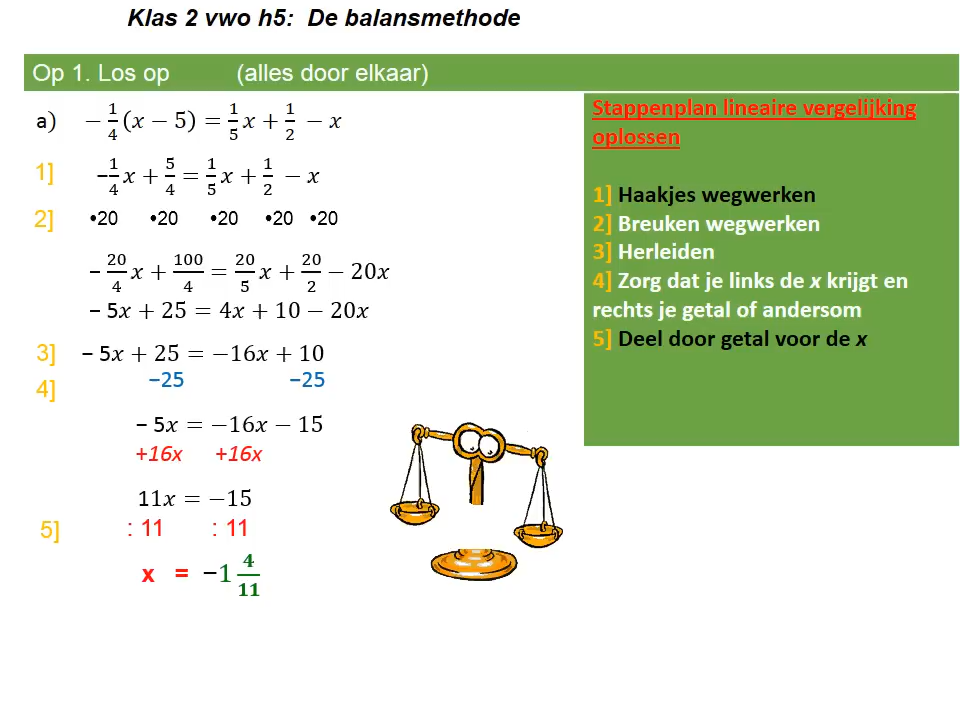 Klas 2 vwo h5: De balansmethode
Op 1. Los op (alles door elkaar)
a) −1/4(x − 5) = 1/5x + 1/2 − x
1] −1/4x + 5/4 = 1/5x + 1/2 − x
2] •20 •20 •20 •20 •20
−20/4x + 100/4 = 20/5x + 20/2 − 20x
− 5x + 25 = 4x + 10 − 20x
3] − 5x + 25 = −16x + 10
−25 −25
4]
− 5x = −16x − 15
+16x +16x
11x = −15
5] : 11 : 11
x = −1 4/11
Stappenplan lineaire vergelijking
oplossen
1] Haakjes wegwerken
2] Breuken wegwerken
3] Herleiden
4] Zorg dat je links de x krijgt en
rechts je getal of andersom
5] Deel door getal voor de x